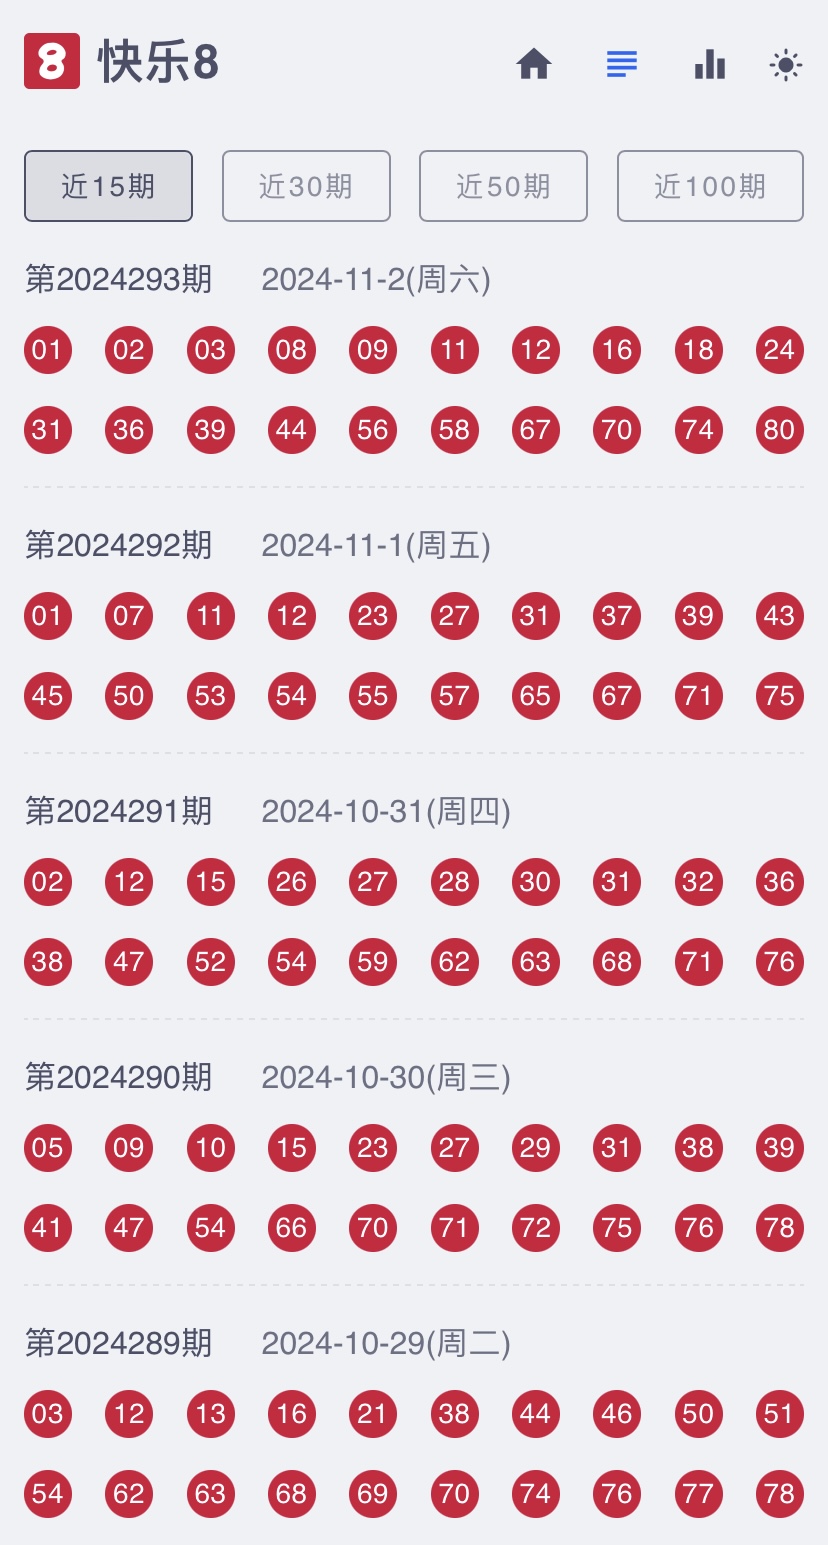 8 快乐8
近15期 近30期 近50期 近100期
第2024293期 2024-11-2(周六)
01 02 03 08 09 11 12 16 18 24
31 36 39 44 56 58 67 70 74 80
第2024292期 2024-11-1(周五)
01 07 11 12 23 27 31 37 39 43
45 50 53 54 55 57 65 67 71 75
第2024291期 2024-10-31(周四)
02 12 15 26 27 28 30 31 32 36
38 47 52 54 59 62 63 68 71 76
第2024290期 2024-10-30(周三)
05 09 10 15 23 27 29 31 38 39
41 47 54 66 70 71 72 75 76 78
第2024289期 2024-10-29(周二)
03 12 13 16 21 38 44 46 50 51
54 62 63 68 69 70 74 76 77 78